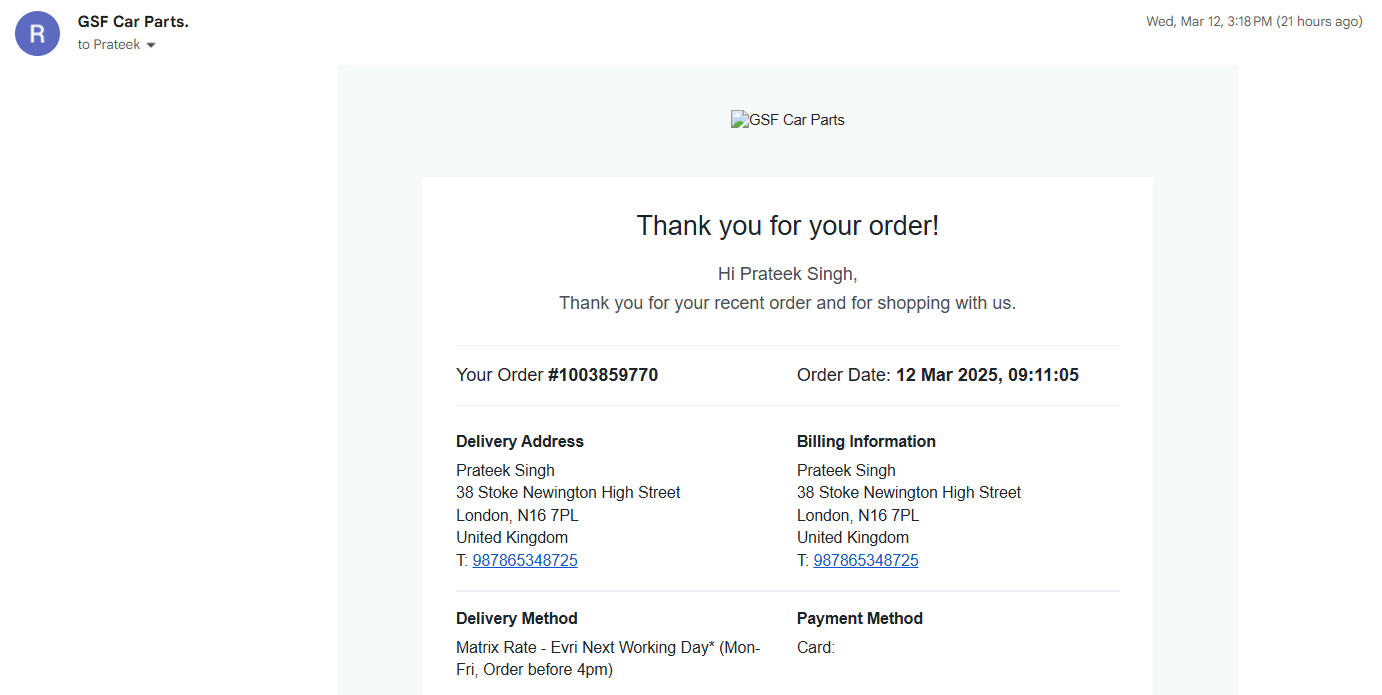 R
GSF Car Parts.
Wed, Mar 12, 3:18 PM (21 hours ago)
to Prateek
GSF Car Parts
Thank you for your order!
Hi Prateek Singh,
Thank you for your recent order and for shopping with us.
Your Order #1003859770
Order Date: 12 Mar 2025, 09:11:05
Delivery Address
Prateek Singh
38 Stoke Newington High Street
London, N16 7PL
United Kingdom
T: 987865348725
Billing Information
Prateek Singh
38 Stoke Newington High Street
London, N16 7PL
United Kingdom
T: 987865348725
Delivery Method
Matrix Rate - Evri Next Working Day* (Mon-
Fri, Order before 4pm)
Payment Method
Card: